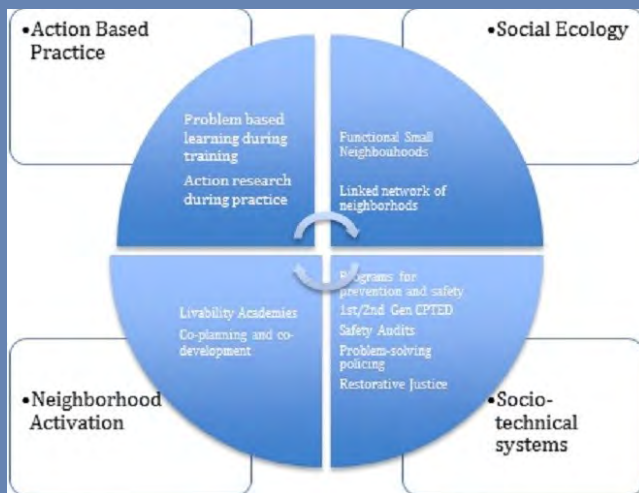 •Action Based
Practice
•Social Ecology
Problem based
learning during
training
Action research
during practice
Functional Small
Neighbouhoods
Linked network of
neighborhods
Livability Academies
Co-planning and co-
development
Programs for
prevention and safety
1st/2nd Gen CPTED
Safety Audits
Problem-solving
policing
Restorative Justice
•Neighborhood
Activation
•Socio-
technical
systems